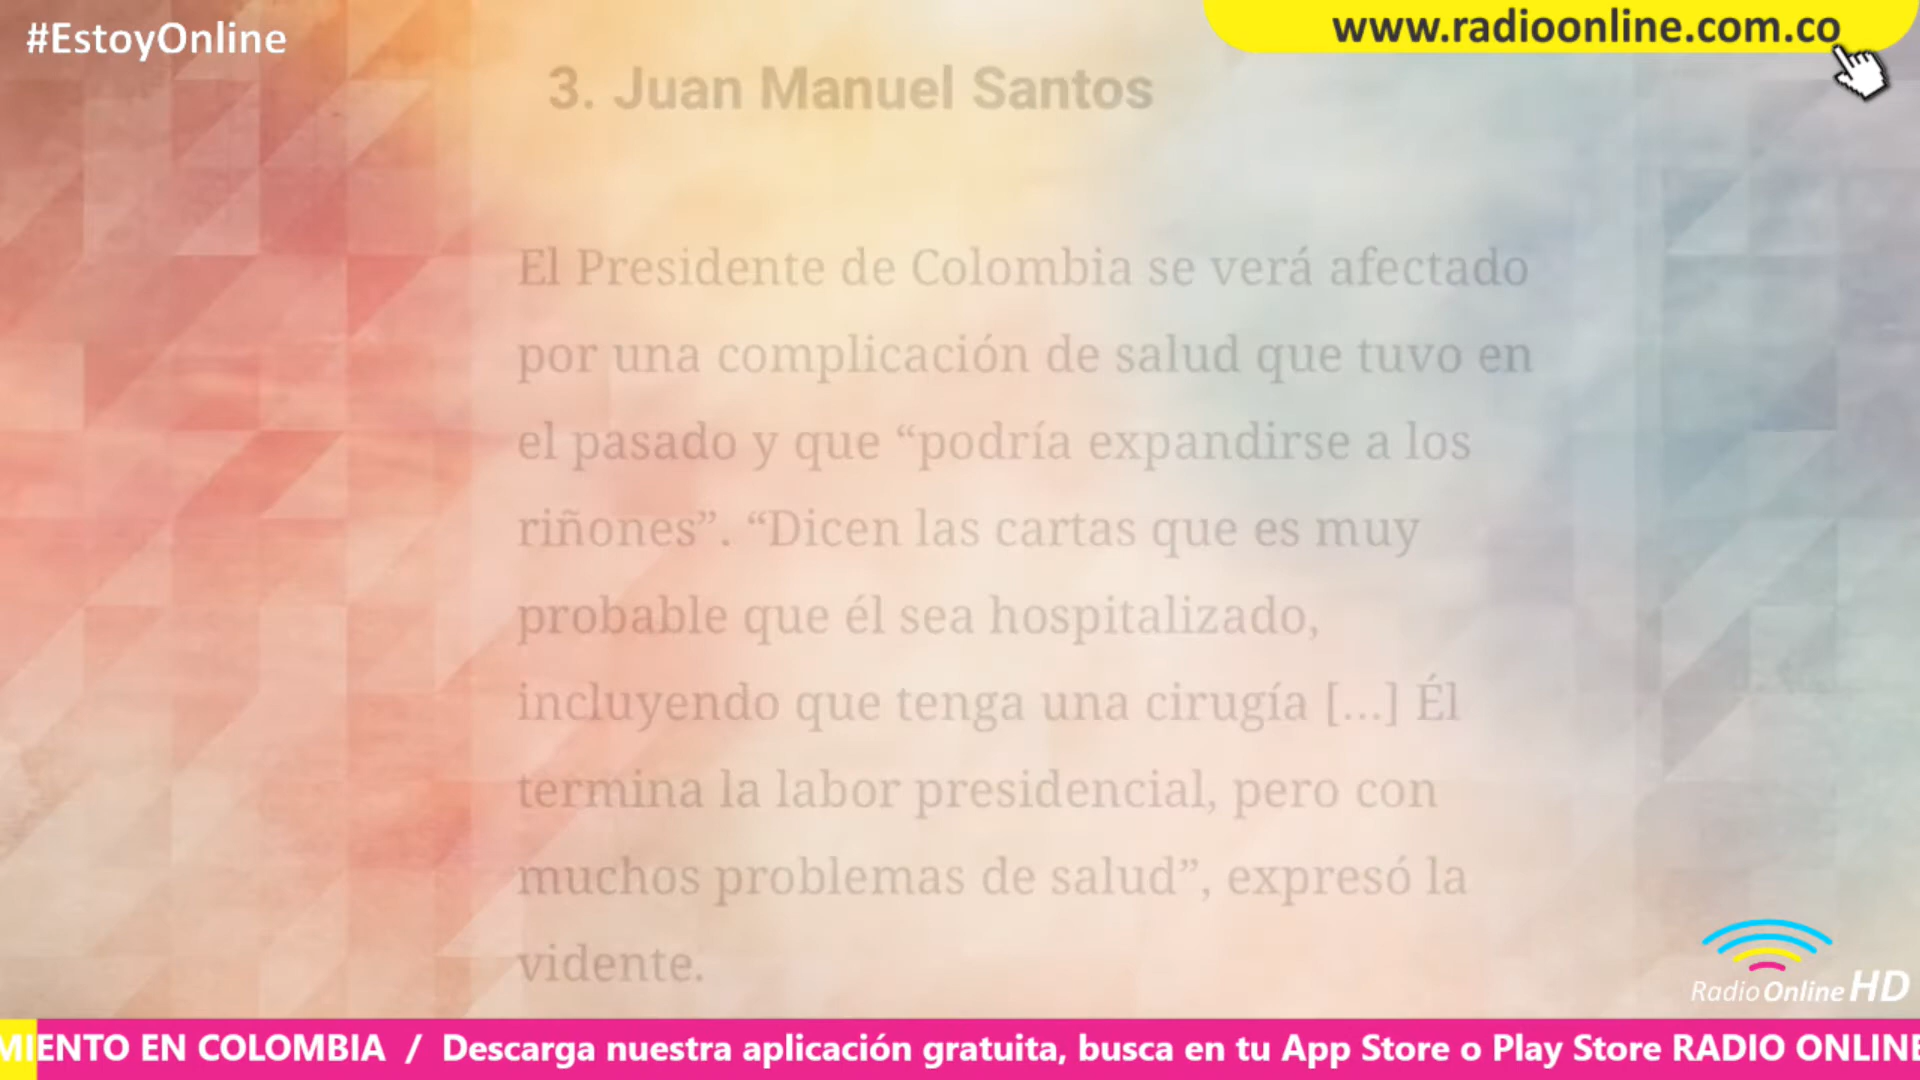 #EstoyOnline
www.radioonline.com.co
3. Juan Manuel Santos
El Presidente de Colombia se verá afectado
por una complicación de salud que tuvo en
el pasado y que “podría expandirse a los
riñones”. “Dicen las cartas que es muy
probable que él sea hospitalizado,
incluyendo que tenga una cirugía [...] Él
termina la labor presidencial, pero con
muchos problemas de salud”, expresó la
vidente.
Radio Online HD
MIENTO EN COLOMBIA / Descarga nuestra aplicación gratuita, busca en tu App Store o Play Store RADIO ONLINE